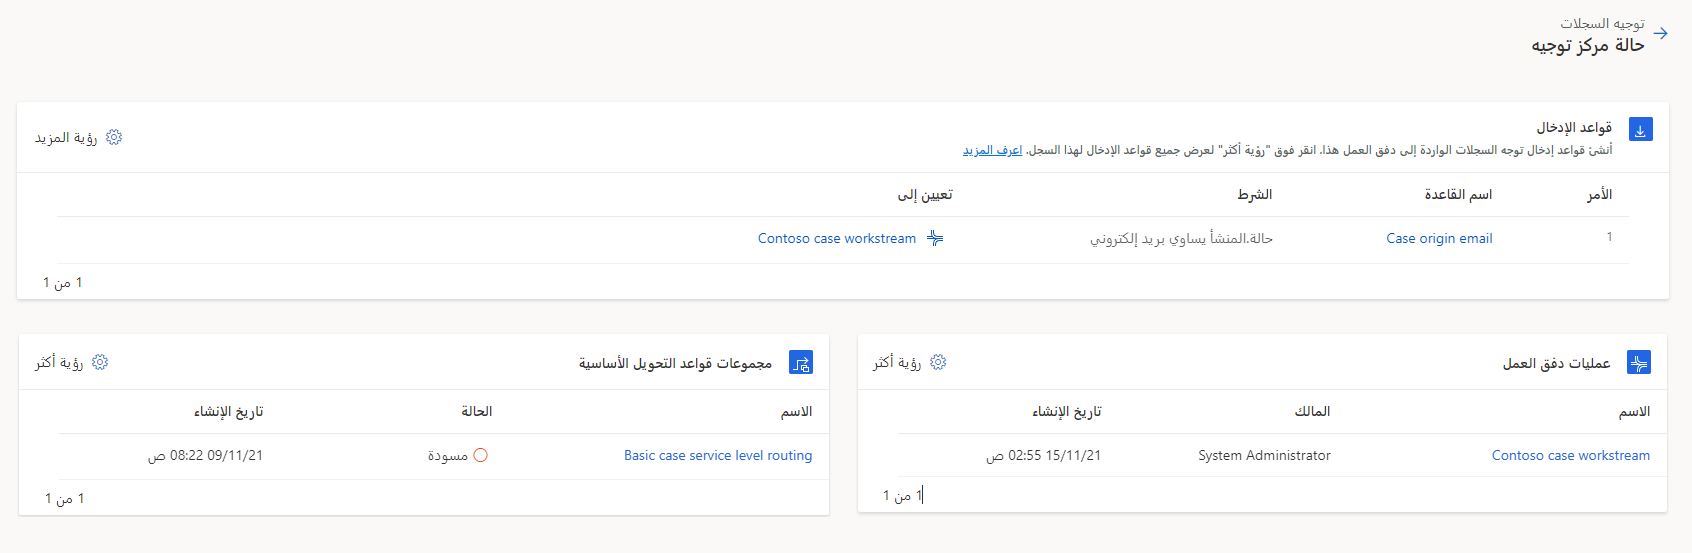 توجيه السجلات
حالة مركز توجيه
قواعد الإدخال
أنشئ قواعد إدخال توجه السجلات الواردة إلى دفق العمل هذا. انقر فوق "رؤية أكثر" لعرض جميع قواعد الإدخال لهذا السجل. اعرف المزيد
رؤية المزيد
الأمر اسم القاعدة الشرط تعيين إلى
1 Case origin email حالة.المنشأ يساوي بريد إلكتروني Contoso case workstream
1 من 1
عمليات دفق العمل
رؤية أكثر
الاسم المالك تاريخ الإنشاء
Contoso case workstream System Administrator 15/11/21 02:55 ص
1 من 1
مجموعات قواعد التحويل الأساسية
رؤية أكثر
الاسم الحالة تاريخ الإنشاء
Basic case service level routing مسودة 09/11/21 08:22 ص
1 من 1